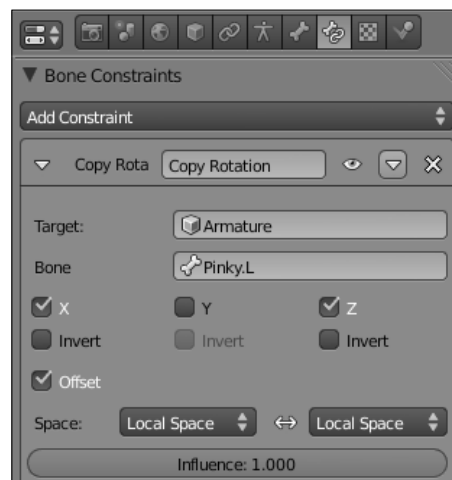 Bone Constraints
Add Constraint
Copy Rota Copy Rotation
Target: Armature
Bone Pinky.L
X Y Z
Invert Invert Invert
Offset
Space: Local Space Local Space
Influence: 1.000